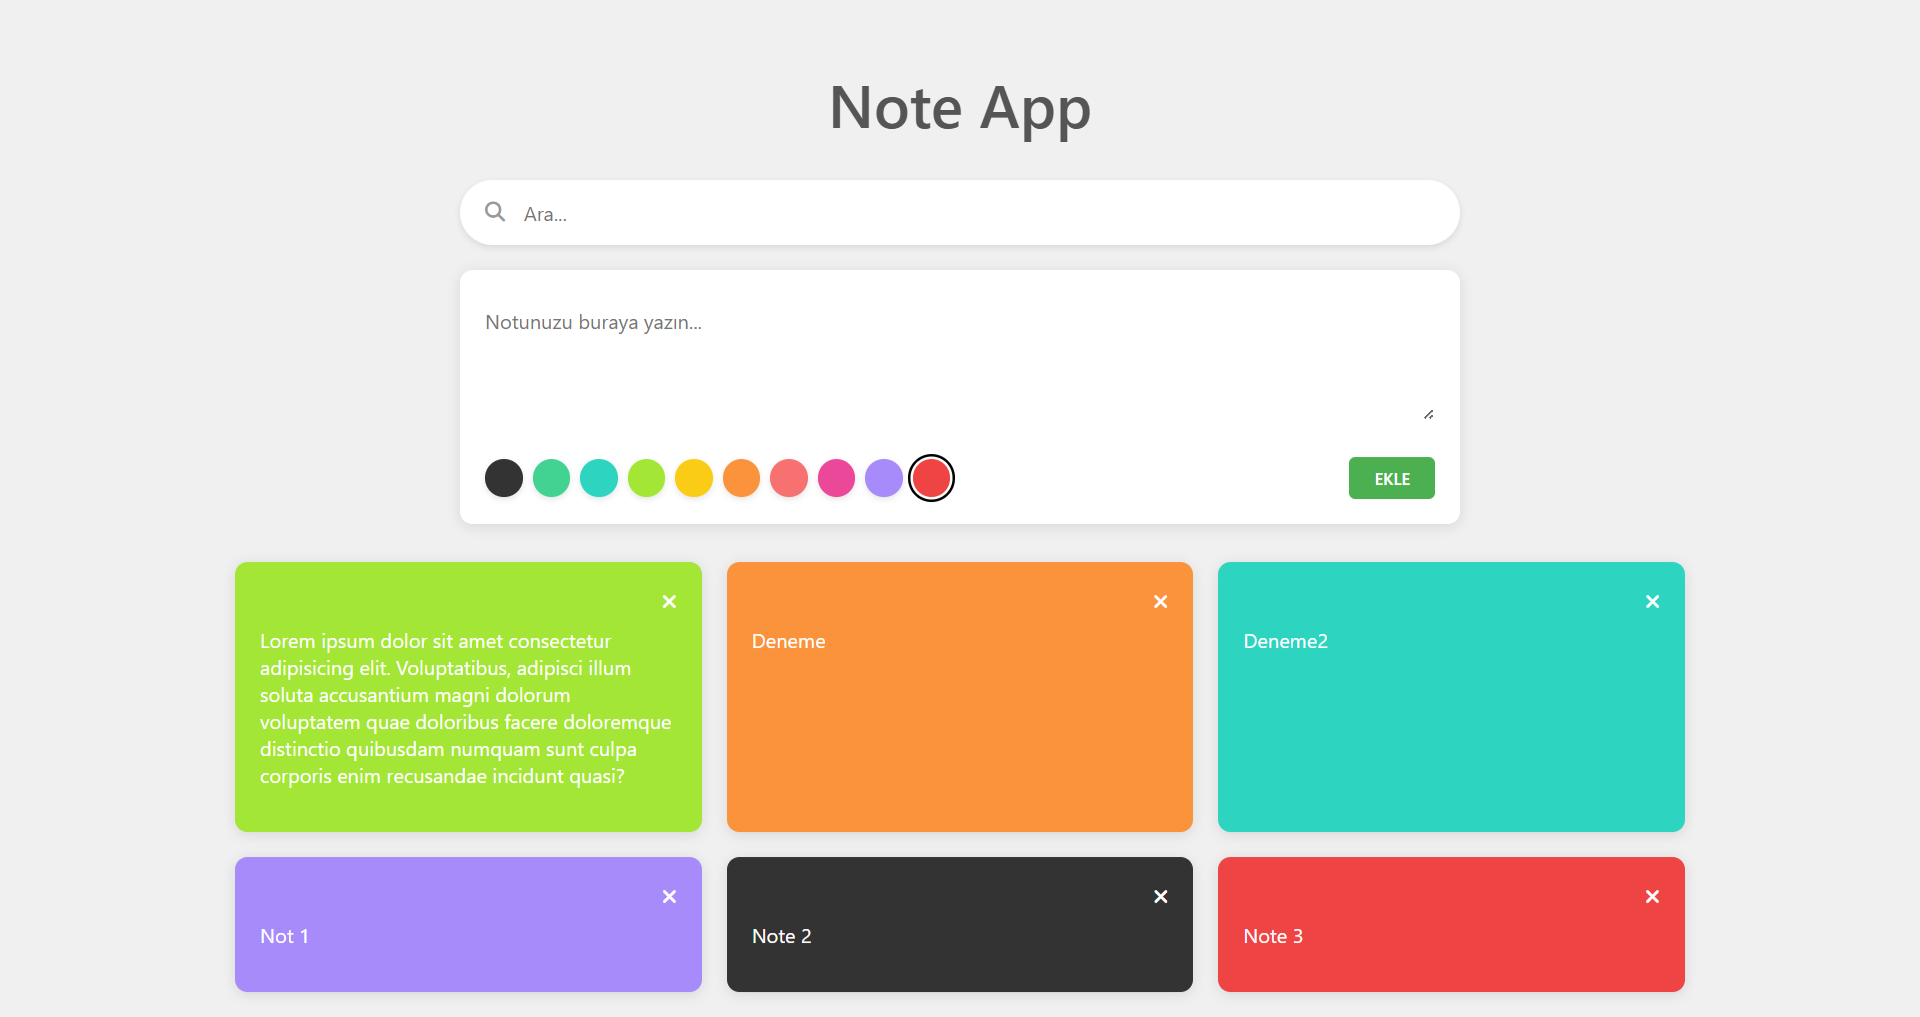 Note App
Ara...
Notunuzu buraya yazın...
EKLE
Lorem ipsum dolor sit amet consectetur
adipisicing elit. Voluptatibus, adipisci illum
soluta accusantium magni dolorum
voluptatem quae doloribus facere doloremque
distinctio quibusdam numquam sunt culpa
corporis enim recusandae incidunt quasi?
Deneme
Deneme2
Not 1
Note 2
Note 3